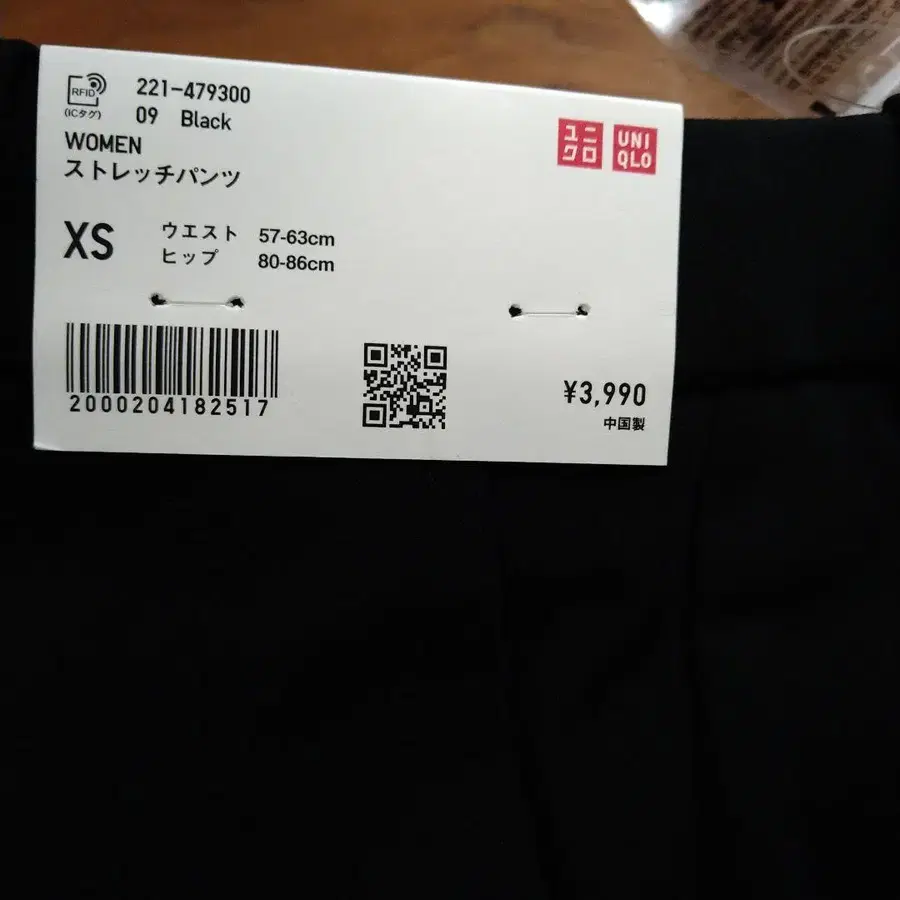 RFID
(ICタグ)
221-479300
09 Black
WOMEN
ストレッチパンツ
ユニ
クロ
UNI
QLO
XS
ウエスト 57-63cm
ヒップ 80-86cm
2000204182517
¥3,990
中国製